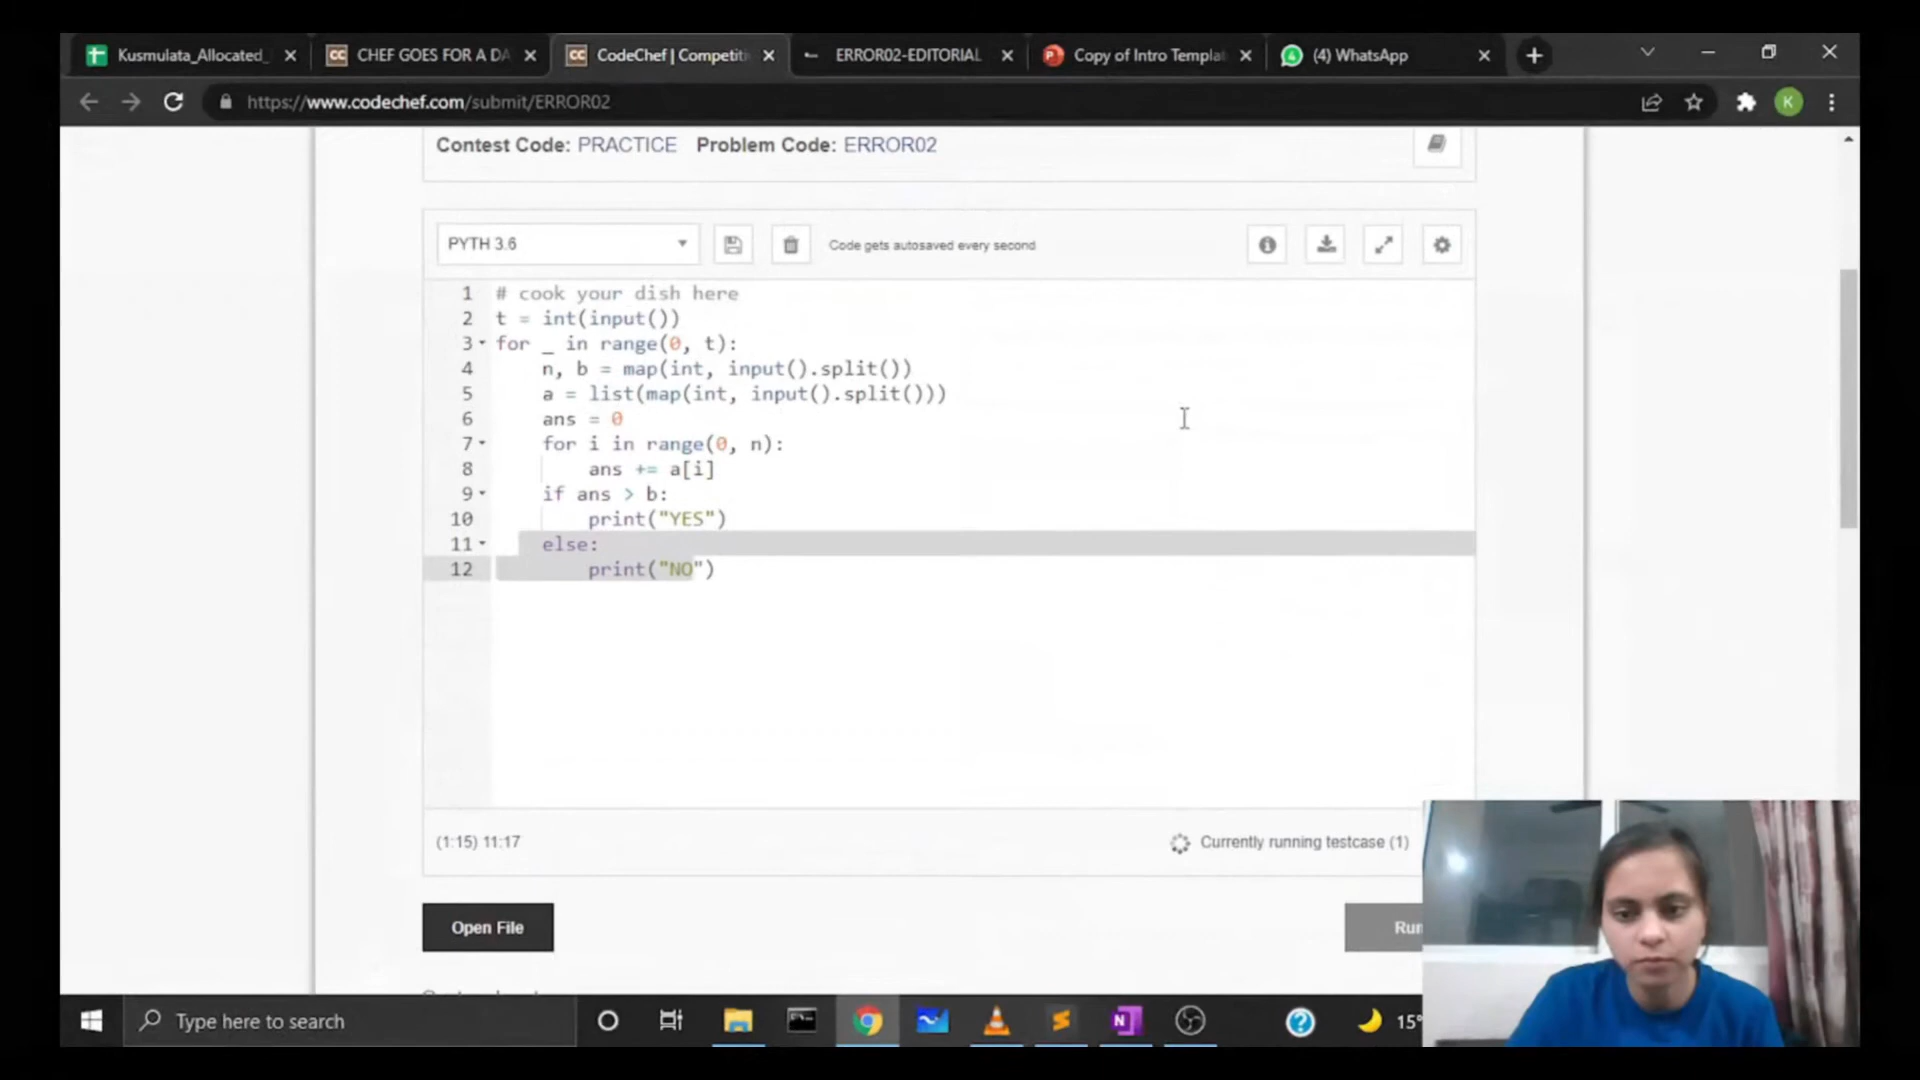 Kusmulata_Allocated_
CHEF GOES FOR A DA
CodeChef | Competiti
ERROR02-EDITORIAL
Copy of Intro Templat
(4) WhatsApp
https://www.codechef.com/submit/ERROR02
K
Contest Code: PRACTICE Problem Code: ERROR02
PYTH 3.6
Code gets autosaved every second
1 # cook your dish here
2 t = int(input())
3 for _ in range(0, t):
4 n, b = map(int, input().split())
5 a = list(map(int, input().split()))
6 ans = 0
7 for i in range(0, n):
8 ans += a[i]
9 if ans > b:
10 print("YES")
11 else:
12 print("NO")
(1:15) 11:17
Currently running testcase (1)
Open File
Run
Type here to search
15°